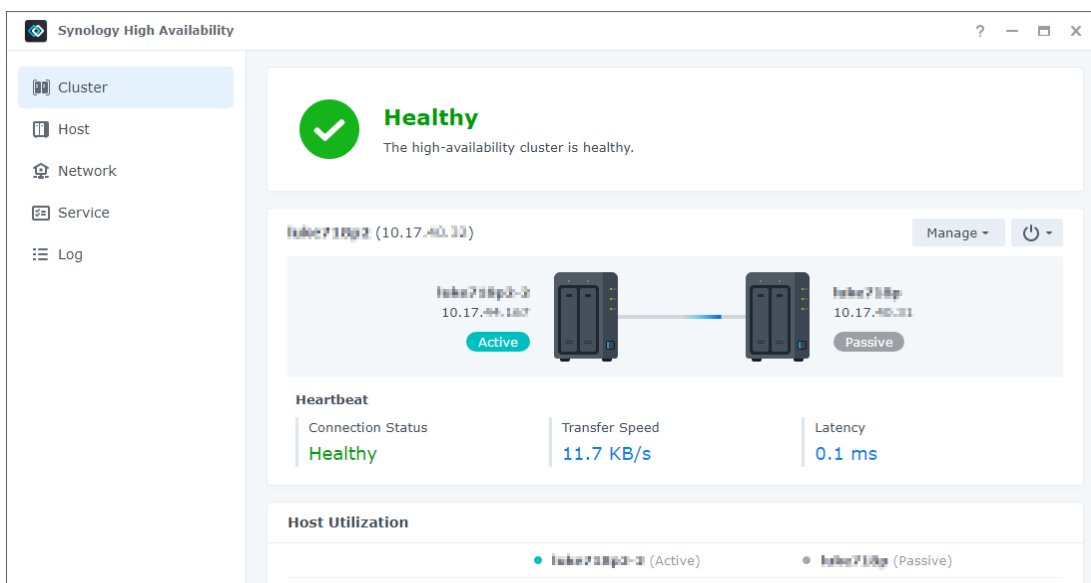 Synology High Availability
Cluster
Host
Network
Service
Log
Healthy
The high-availability cluster is healthy.
(10.17.
Manage
10.17.
Active
10.17.
Passive
Heartbeat
Connection Status
Healthy
Transfer Speed
11.7 KB/s
Latency
0.1 ms
Host Utilization
(Active)
(Passive)